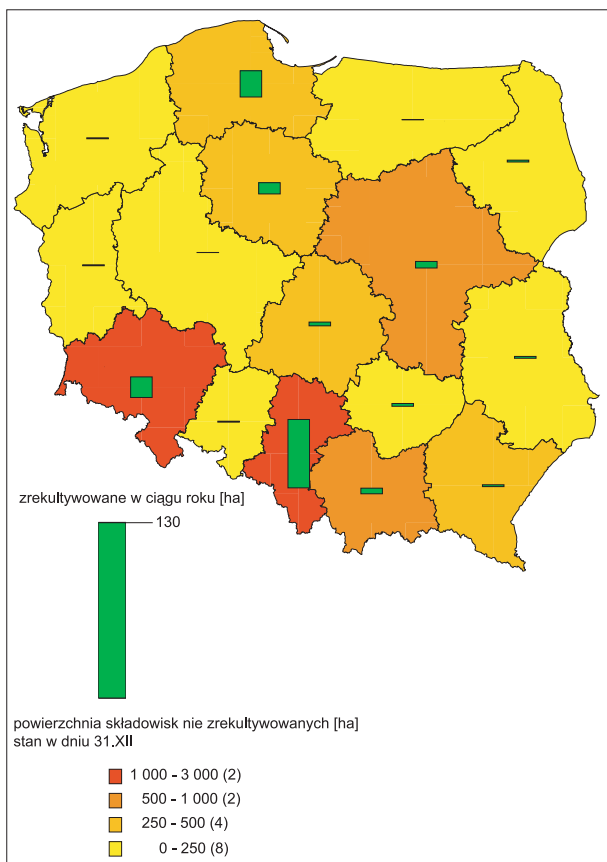 zrekultywowane w ciągu roku [ha]
130
powierzchnia składowisk nie zrekultywowanych [ha]
stan w dniu 31.XII
1 000 - 3 000 (2)
500 - 1 000 (2)
250 - 500 (4)
0 - 250 (8)